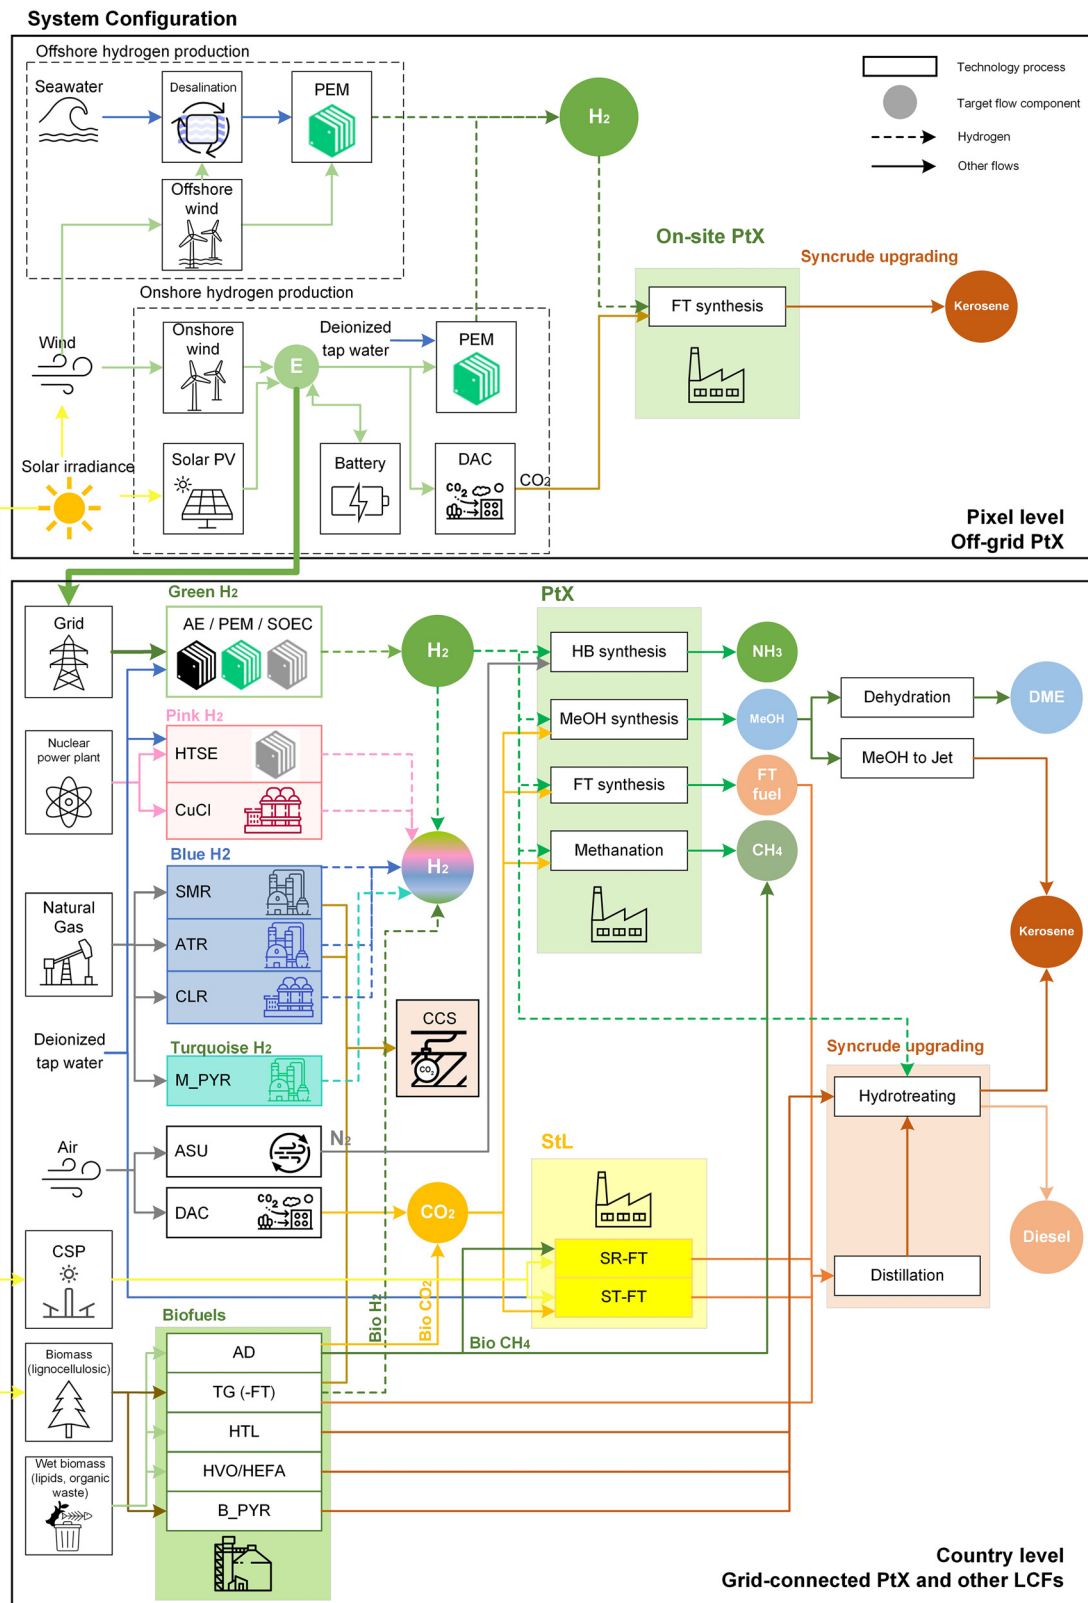 System Configuration
Offshore hydrogen production
Seawater
Desalination
PEM
H₂
Technology process
Target flow component
Hydrogen
Other flows
Offshore
wind
On-site PtX
Syncrude upgrading
FT synthesis
Kerosene
Onshore hydrogen production
Wind
Onshore
wind
E
Deionized
tap water
PEM
Solar irradiance
Solar PV
Battery
DAC
CO₂
CO₂
Pixel level
Off-grid PtX
Grid
Green H₂
AE / PEM / SOEC
H₂
PtX
HB synthesis
NH₃
MeOH synthesis
MeOH
Dehydration
DME
MeOH to Jet
FT synthesis
FT
fuel
Methanation
CH₄
Kerosene
Nuclear
power plant
Pink H₂
HTSE
CuCl
H₂
Blue H2
SMR
ATR
CLR
Natural
Gas
CCS
CO₂
Deionized
tap water
Turquoise H₂
M_PYR
Syncrude upgrading
Hydrotreating
Distillation
Diesel
Air
ASU
N₂
DAC
CO₂
CO₂
StL
SR-FT
ST-FT
CSP
Biofuels
Bio H₂
Bio CO₂
Bio CH₄
Biomass
(lignocellulosic)
AD
TG (-FT)
HTL
HVO/HEFA
B_PYR
Wet biomass
(lipids, organic
waste)
Country level
Grid-connected PtX and other LCFs